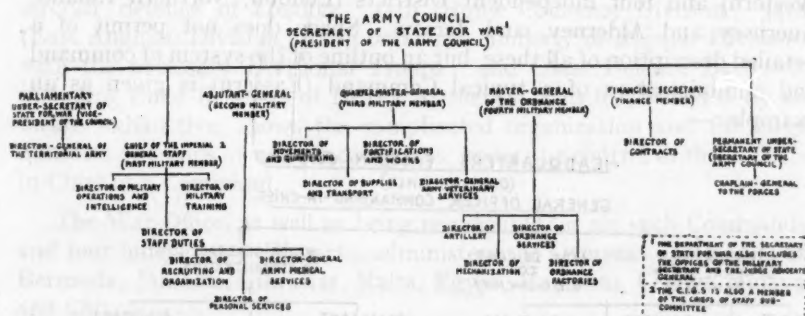 THE ARMY COUNCIL
SECRETARY OF STATE FOR WAR¹
(PRESIDENT OF THE ARMY COUNCIL)
PARLIAMENTARY
UNDER-SECRETARY OF
STATE FOR WAR (VICE
PRESIDENT OF THE COUNCIL)
DIRECTOR-GENERAL OF
THE TERRITORIAL ARMY
CHIEF OF THE IMPERIAL 2
GENERAL STAFF
(FIRST MILITARY MEMBER)
DIRECTOR OF MILITARY
OPERATIONS AND
INTELLIGENCE
DIRECTOR OF
MILITARY
TRAINING
DIRECTOR OF
STAFF DUTIES
ADJUTANT-GENERAL
(SECOND MILITARY
MEMBER)
DIRECTOR OF
RECRUITING AND
ORGANIZATION
DIRECTOR-GENERAL
ARMY MEDICAL
SERVICES
DIRECTOR OF
PERSONAL SERVICES
(THIRD MILITARY MEMBER)
DIRECTOR OF
MOVEMENTS
AND QUARTERING
DIRECTOR OF
FORTIFICATIONS
AND WORKS
DIRECTOR OF SUPPLIES
AND TRANSPORT
DIRECTOR-GENERAL
ARMY VETERINARY
SERVICES
MASTER-GENERAL
OF THE ORDNANCE
(FOURTH MILITARY MEMBER)
DIRECTOR OF
ARTILLERY
DIRECTOR OF
ORDNANCE
SERVICES
DIRECTOR OF
MECHANIZATION
ORDNANCE
FACTORIES
FINANCIAL SECRETARY
(FINANCE MEMBER)
DIRECTOR OF
CONTRACTS
PERMANENT UNDER-
SECRETARY OF STATE
(SECRETARY OF
THE COUNCIL)
CHAPLAIN-GENERAL
TO THE FORCES
1 THE DEPARTMENT OF THE SECRETARY
OF STATE FOR WAR ALSO INCLUDES
THE OFFICES OF THE MILITARY
SECRETARY & THE JUDGE ADVOCATE
GENERAL
2 THE C.I.G.S IS ALSO A MEMBER
OF THE CHIEFS OF STAFF SUB-
COMMITTEE